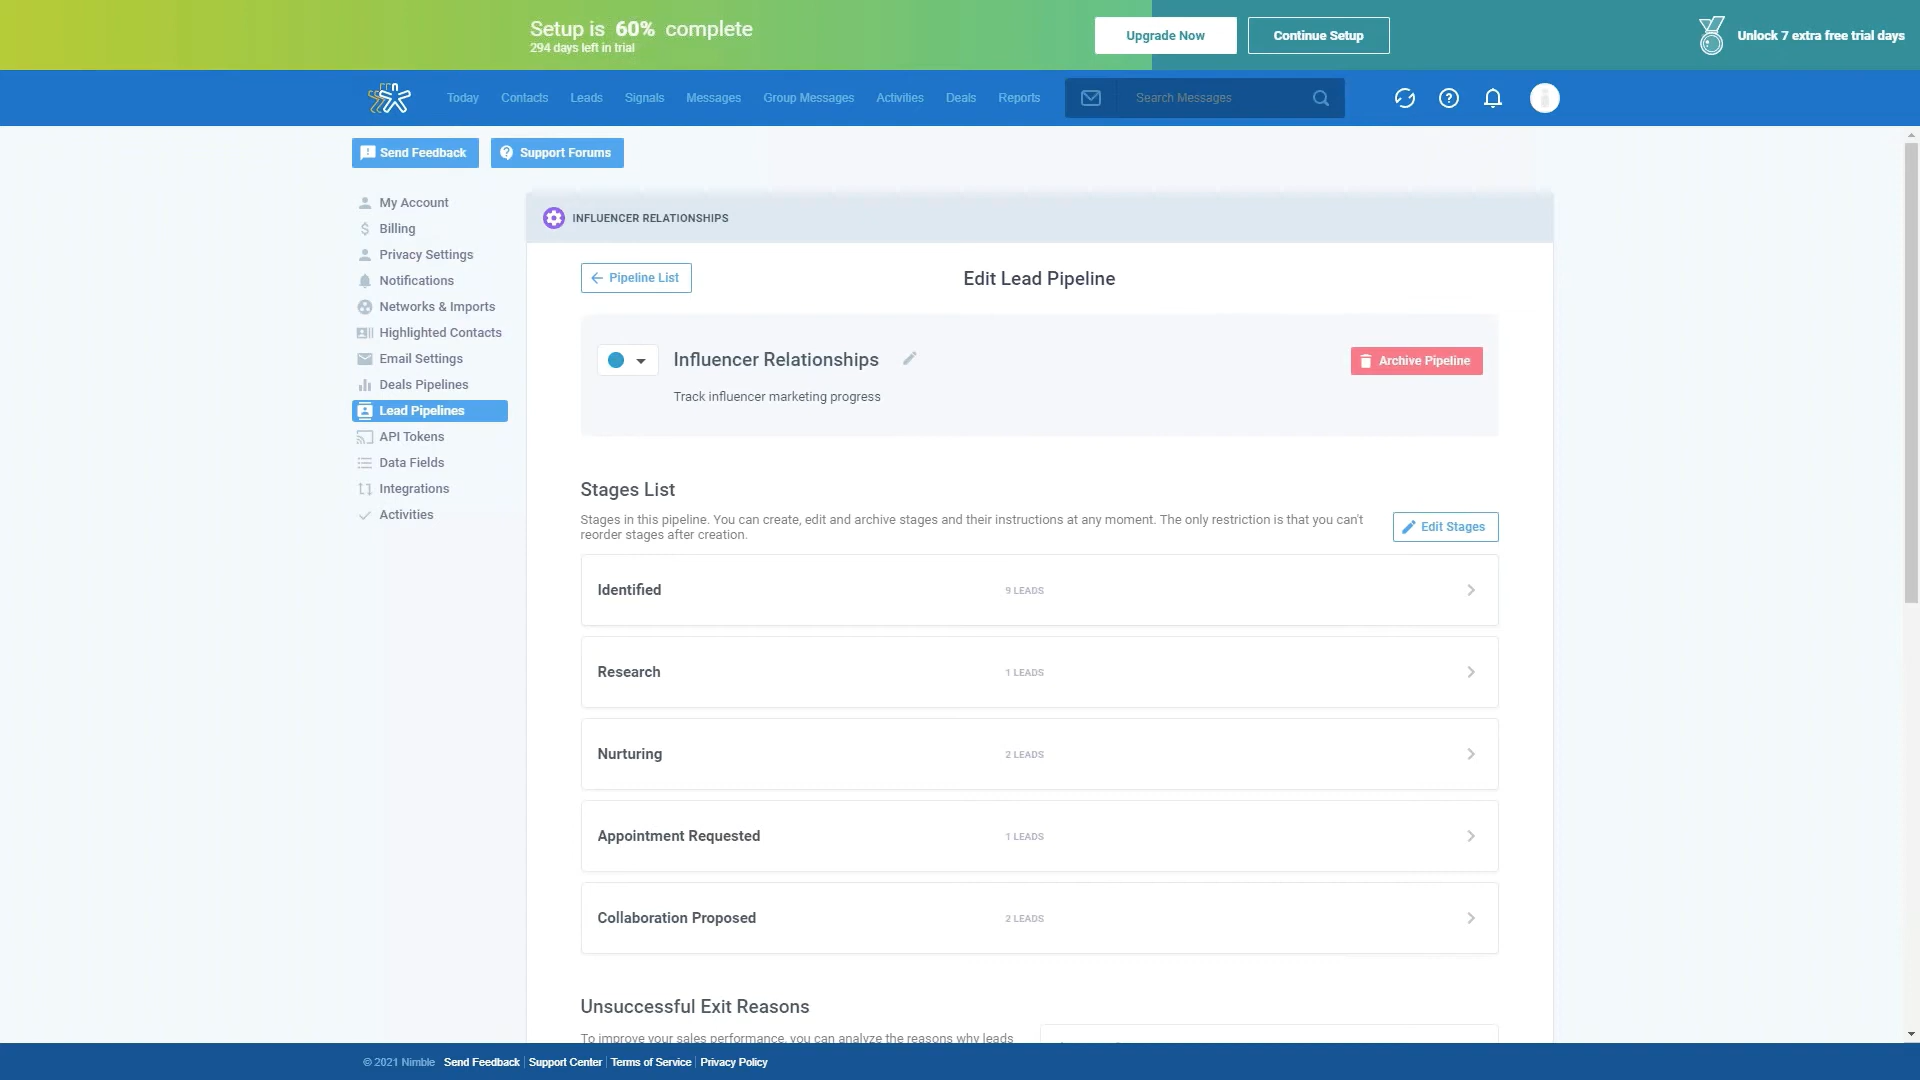 Setup is 60% complete
294 days left in trial
Upgrade Now
Continue Setup
Unlock 7 extra free trial days
Today
Contacts
Leads
Signals
Messages
Group Messages
Activities
Deals
Reports
Search Messages
Send Feedback
Support Forums
My Account
Billing
Privacy Settings
Notifications
Networks & Imports
Highlighted Contacts
Email Settings
Deals Pipelines
Lead Pipelines
API Tokens
Data Fields
Integrations
Activities
INFLUENCER RELATIONSHIPS
Pipeline List
Edit Lead Pipeline
Influencer Relationships
Archive Pipeline
Track influencer marketing progress
Stages List
Stages in this pipeline. You can create, edit and archive stages and their instructions at any moment. The only restriction is that you can't
reorder stages after creation.
Edit Stages
Identified
9 LEADS
Research
1 LEADS
Nurturing
2 LEADS
Appointment Requested
1 LEADS
Collaboration Proposed
2 LEADS
Unsuccessful Exit Reasons
To improve your sales performance, you can analyze the reasons why leads
© 2021 Nimble
Send Feedback
Support Center
Terms of Service
Privacy Policy